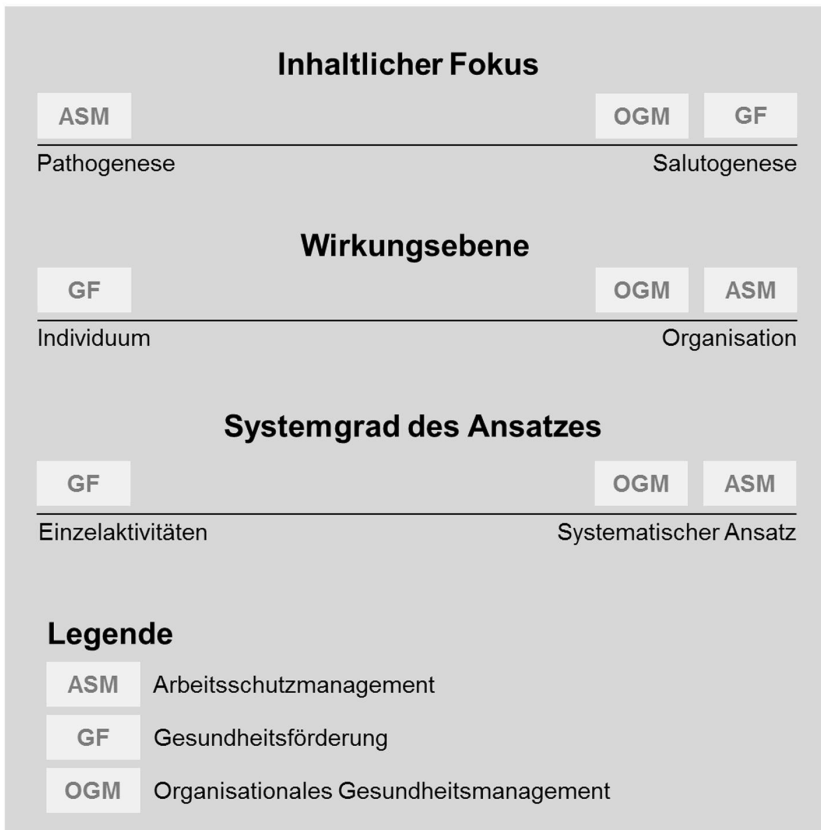 Inhaltlicher Fokus
ASM OGM GF
Pathogenese Salutogenese
Wirkungsebene
GF OGM ASM
Individuum Organisation
Systemgrad des Ansatzes
GF OGM ASM
Einzelaktivitäten Systematischer Ansatz
Legende
ASM Arbeitsschutzmanagement
GF Gesundheitsförderung
OGM Organisationales Gesundheitsmanagement